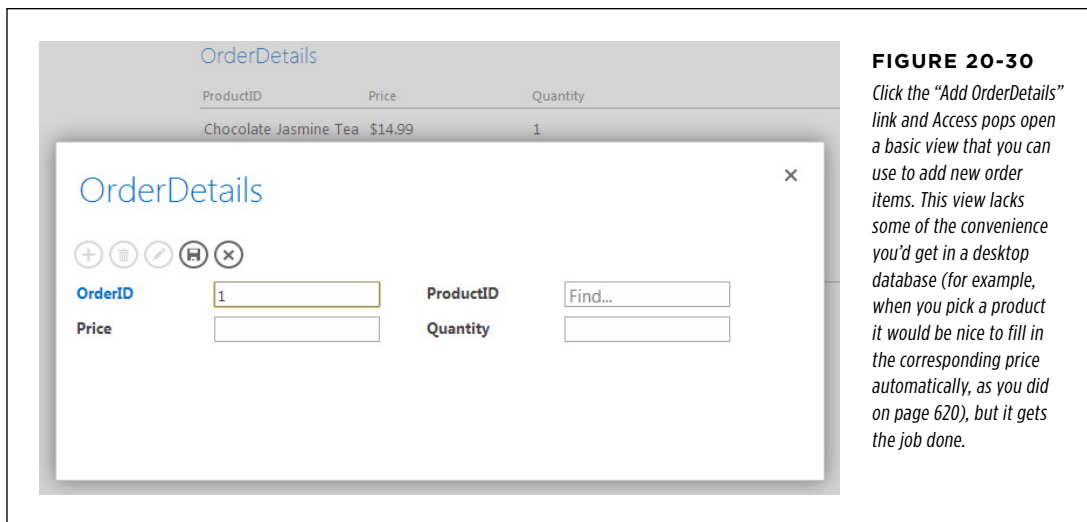 OrderDetails
ProductID Price Quantity
Chocolate Jasmine Tea $14.99 1
OrderDetails
OrderID 1 ProductID Find...
Price Quantity
FIGURE 20-30
Click the “Add OrderDetails”
link and Access pops open
a basic view that you can
use to add new order
items. This view lacks
some of the convenience
you’d get in a desktop
database (for example,
when you pick a product
it would be nice to fill in
the corresponding price
automatically, as you did
on page 620), but it gets
the job done.